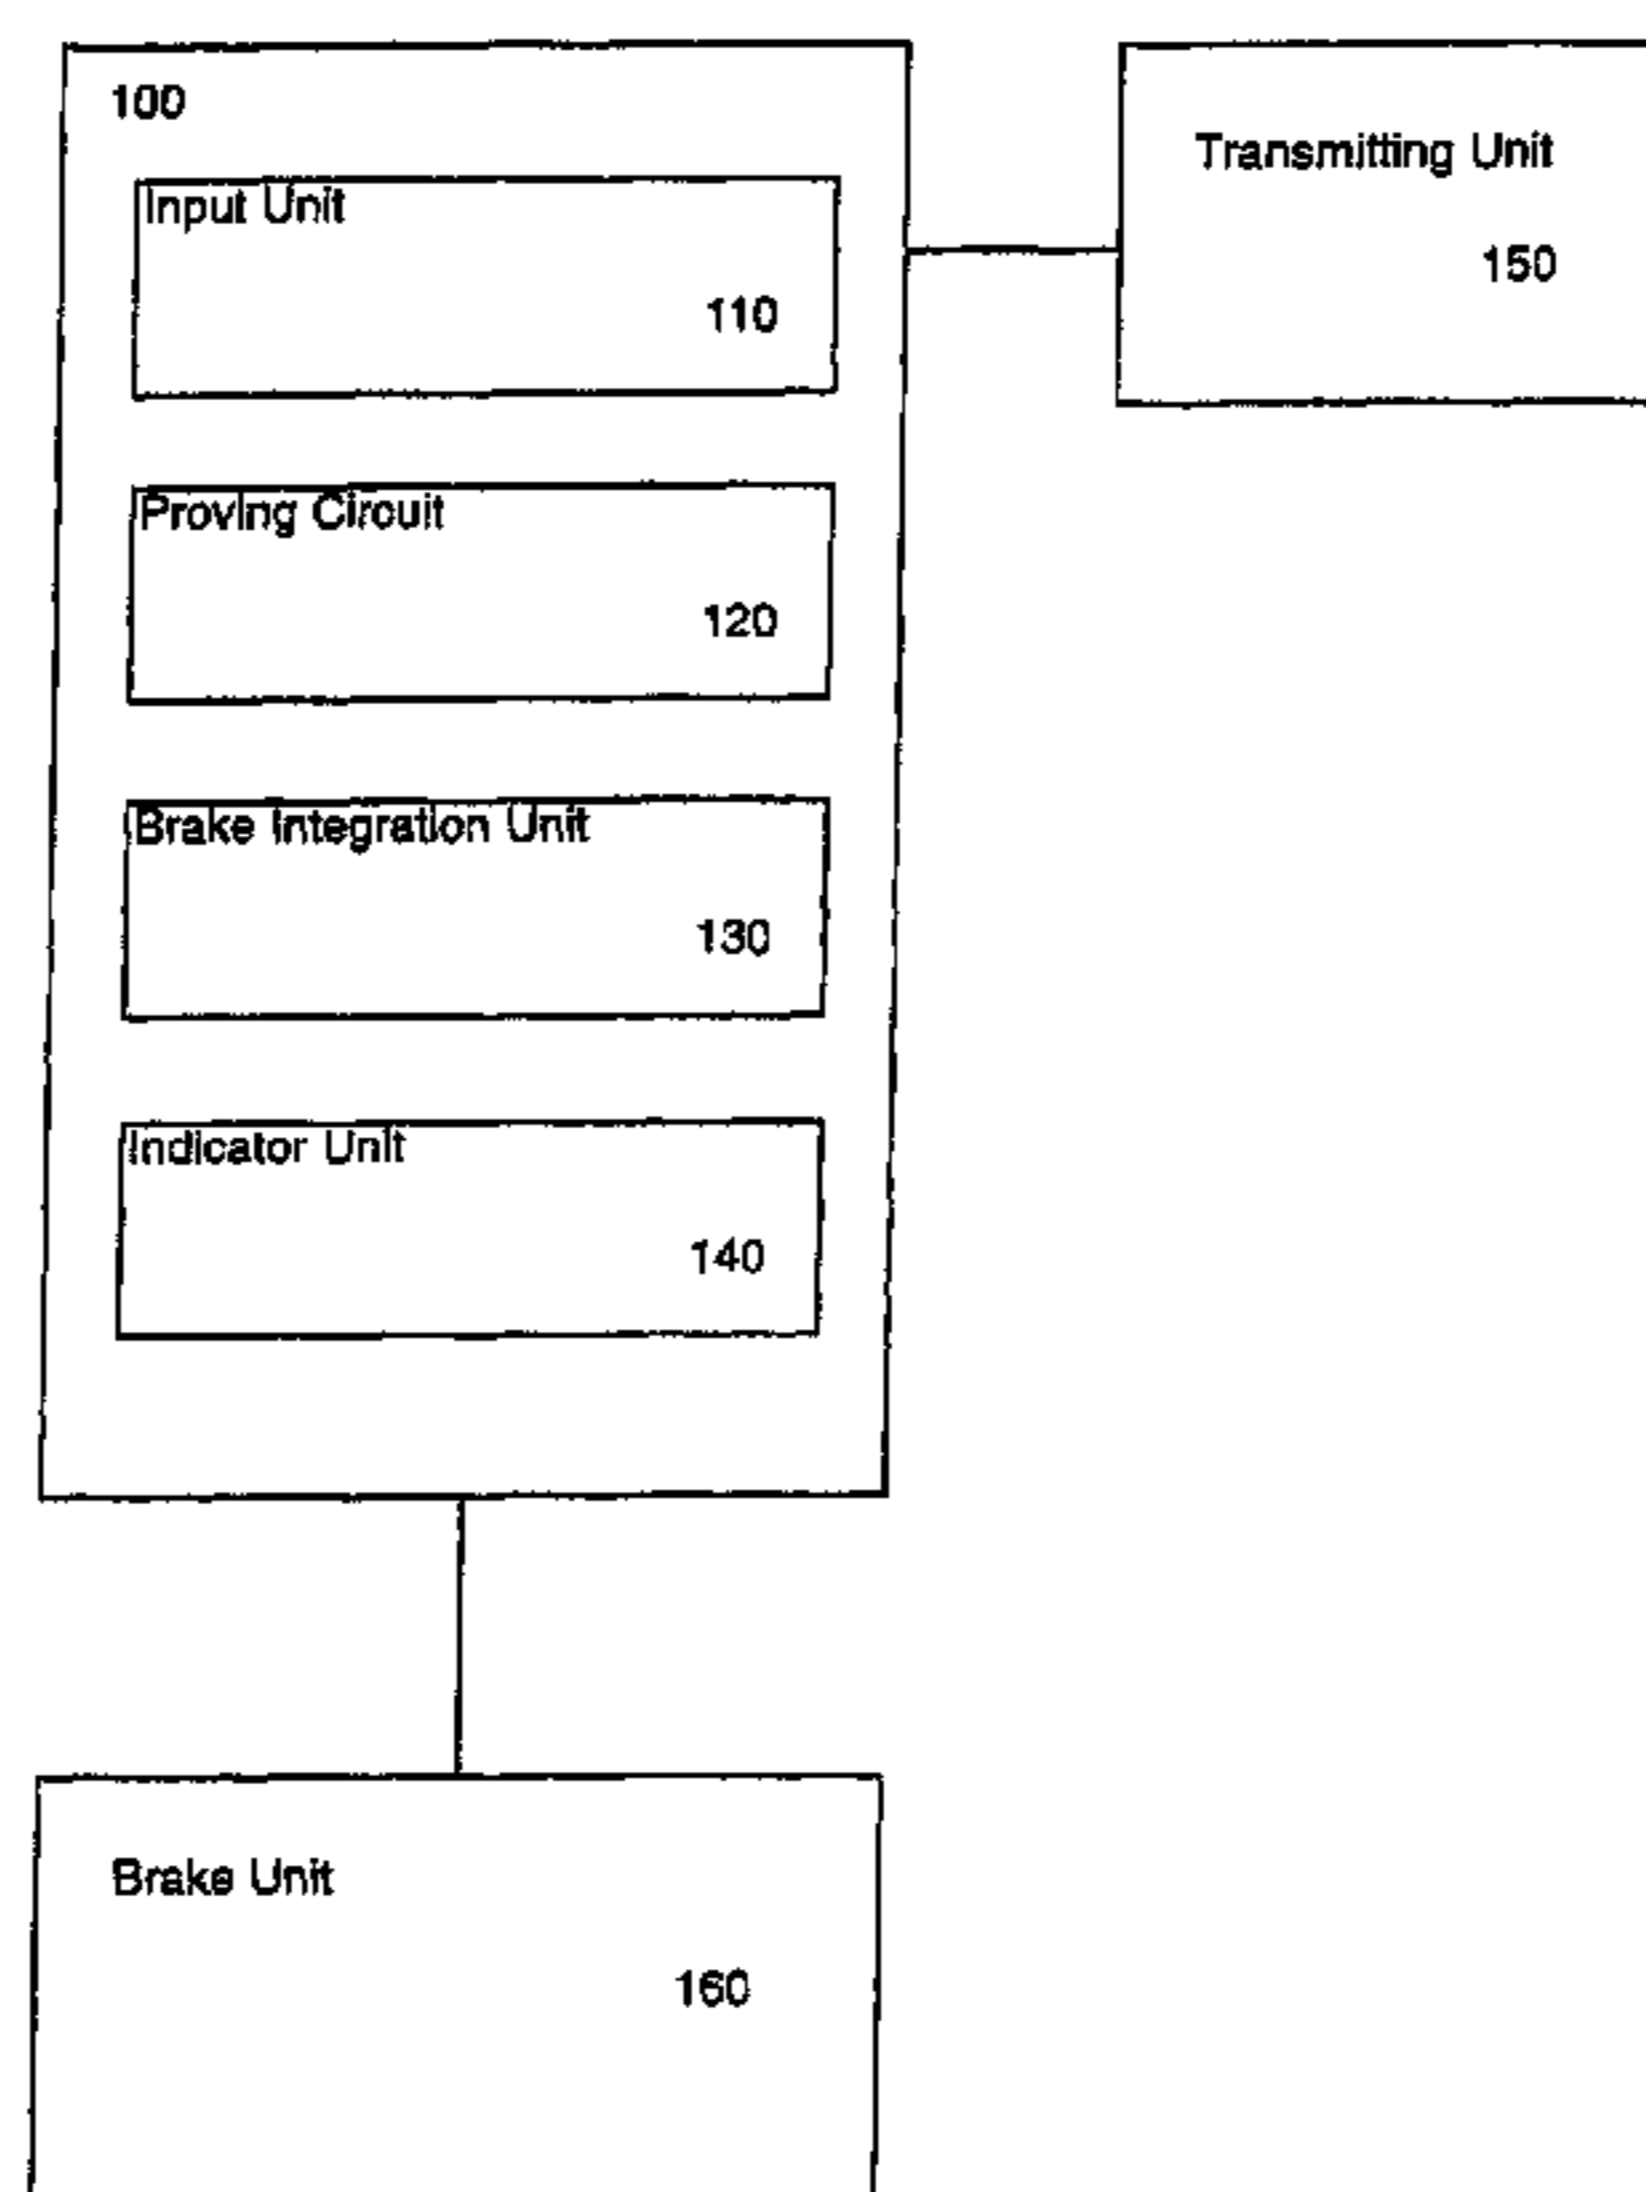 100
Input Unit
110
Transmitting Unit
150
Proving Circuit
120
Brake Integration Unit
130
Indicator Unit
140
Brake Unit
160